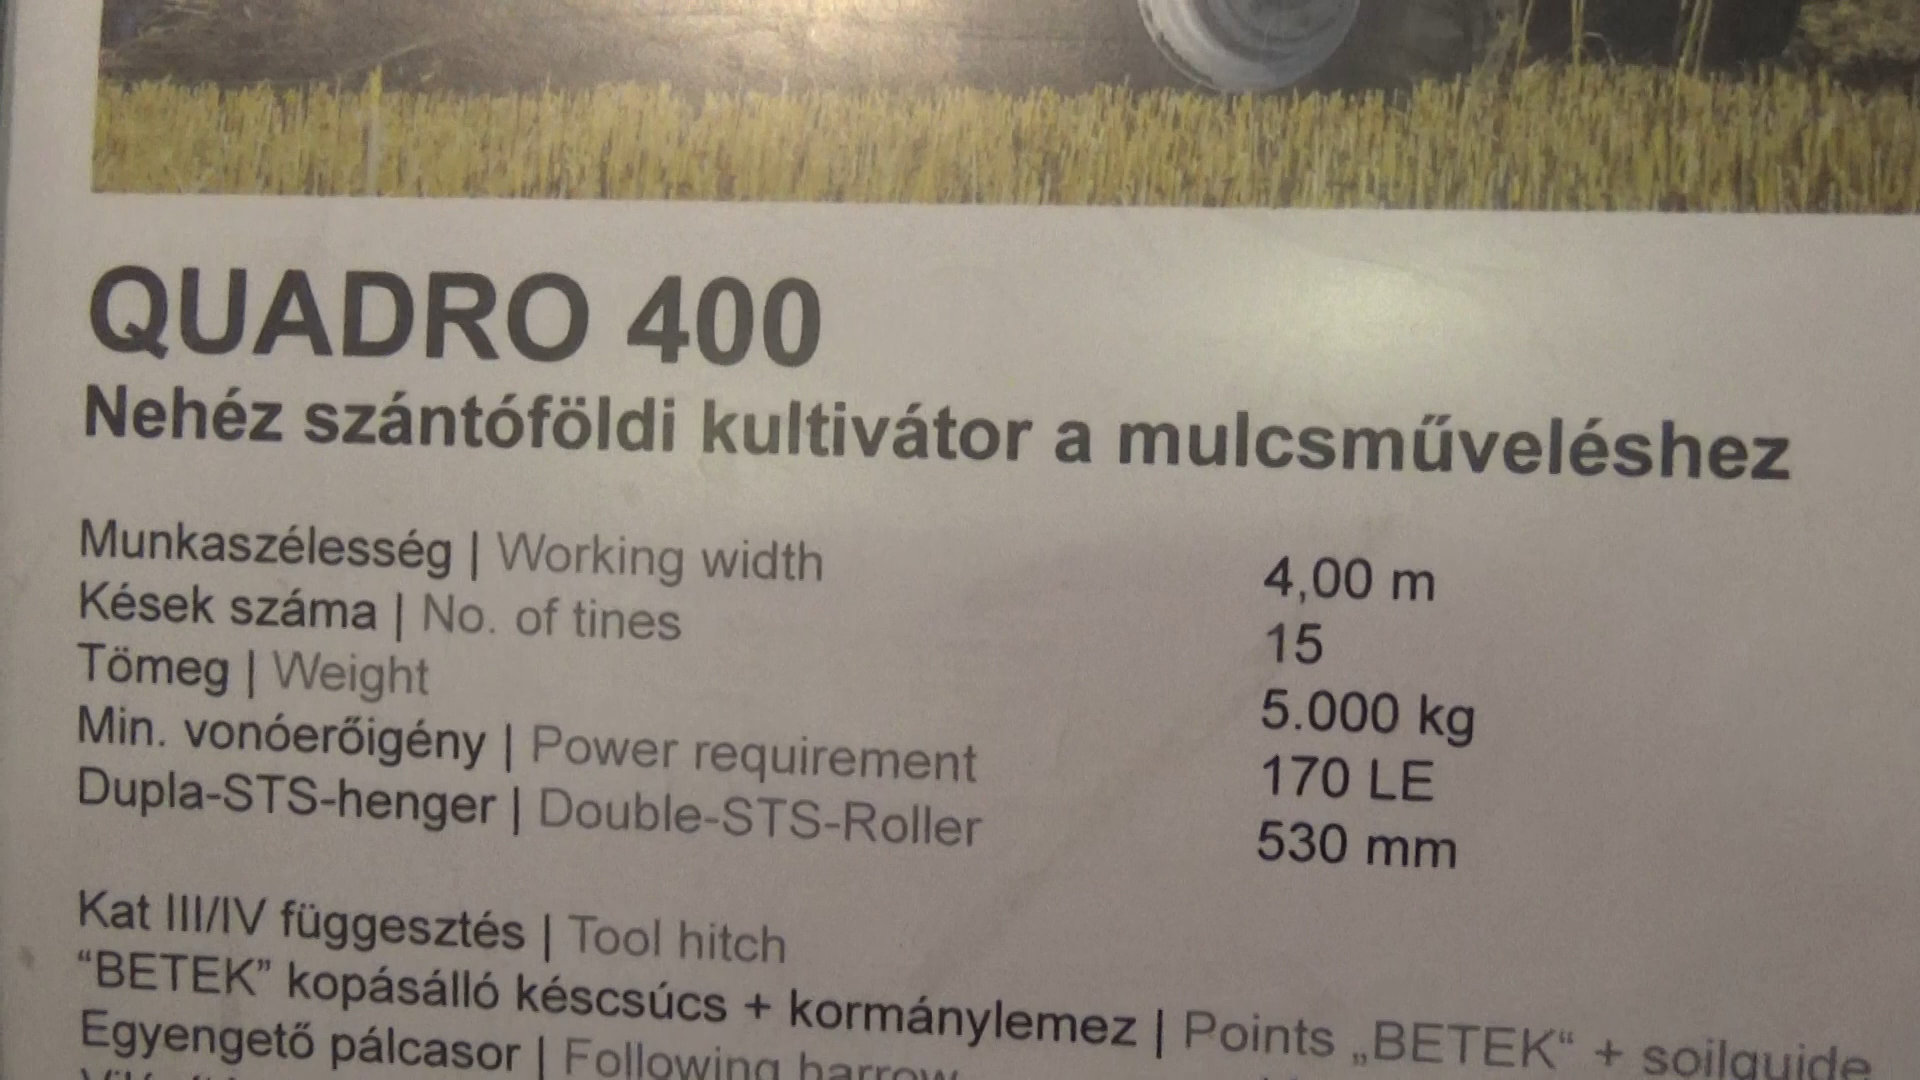 QUADRO 400
Nehéz szántóföldi kultivátor a mulcsműveléshez
Munkaszélesség | Working width 4,00 m
Kések száma | No. of tines 15
Tömeg | Weight 5.000 kg
Min. vonóerőigény | Power requirement 170 LE
Dupla-STS-henger | Double-STS-Roller 530 mm
Kat III/IV függesztés | Tool hitch
“BETEK” kopásálló késcsúcs + kormánylemez | Points „BETEK“ + soilguide
Egyengető pálcasor | Following harrow